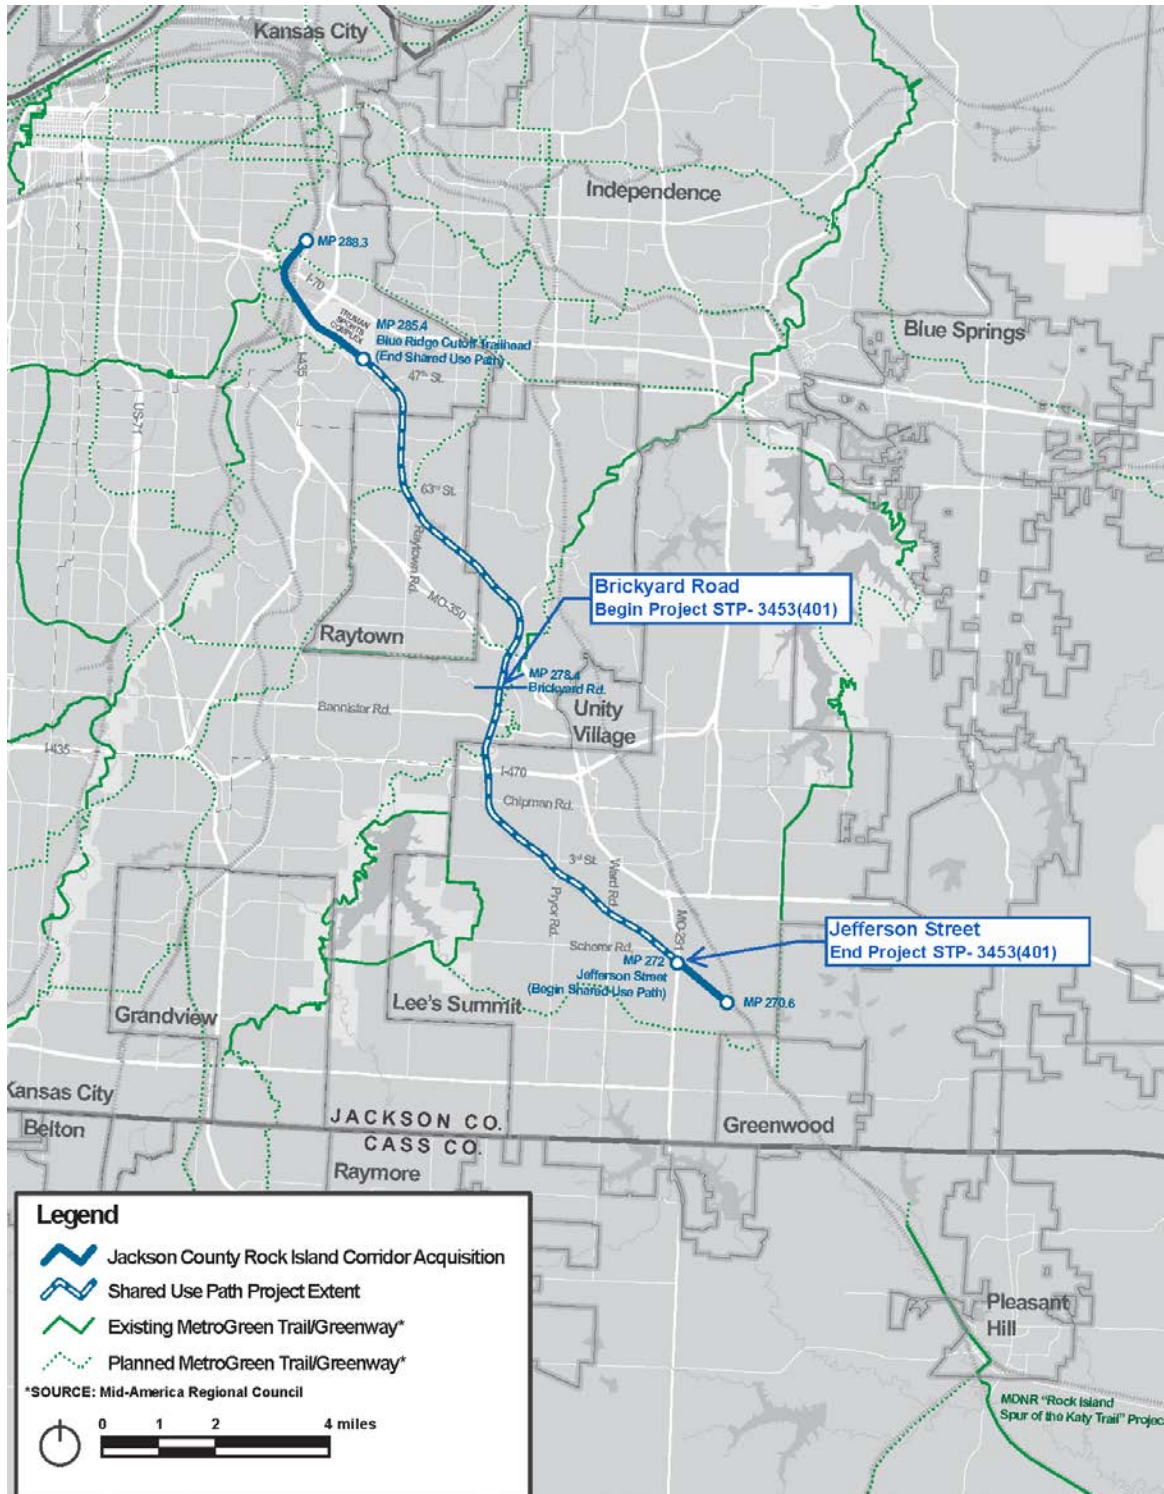 Kansas City
Independence
MP 288.3
I-70
TRUMAN
SPORTS
COMPLEX
MP 285.4
Blue Ridge Cutoff Trailhead
(End Shared Use Path)
47th St.
Blue Springs
I-435
US-71
63rd St.
Raytown Rd.
MO-350
Brickyard Road
Begin Project STP- 3453(401)
Raytown
MP 278.4
Brickyard Rd.
Bannister Rd.
Unity
Village
I-435
I-470
Chipman Rd.
3rd St.
Ward Rd.
Pryor Rd.
MO-291
Jefferson Street
End Project STP- 3453(401)
Scherer Rd.
MP 272
Jefferson Street
(Begin Shared Use Path)
MP 270.6
Lee's Summit
Grandview
Kansas City
JACKSON CO.
Greenwood
Belton
CASS CO.
Raymore
Legend
Jackson County Rock Island Corridor Acquisition
Shared Use Path Project Extent
Existing MetroGreen Trail/Greenway*
Planned MetroGreen Trail/Greenway*
*SOURCE: Mid-America Regional Council
0 1 2 4 miles
Pleasant
Hill
MDNR "Rock Island
Spur of the Katy Trail" Projec